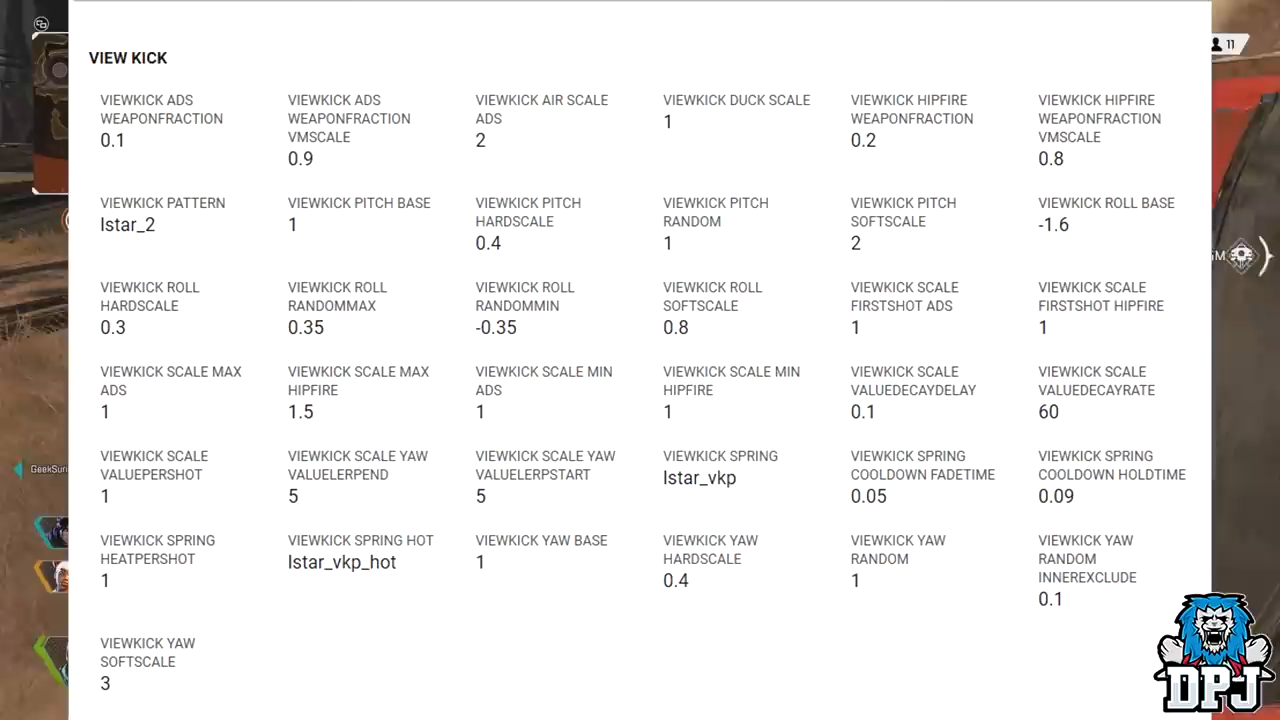 VIEW KICK
VIEWKICK ADS
WEAPONFRACTION
0.1
VIEWKICK ADS
WEAPONFRACTION
VMSCALE
0.9
VIEWKICK AIR SCALE
ADS
2
VIEWKICK DUCK SCALE
1
VIEWKICK HIPFIRE
WEAPONFRACTION
0.2
VIEWKICK HIPFIRE
WEAPONFRACTION
VMSCALE
0.8
VIEWKICK PATTERN
lstar_2
VIEWKICK PITCH BASE
1
VIEWKICK PITCH
HARDSCALE
0.4
VIEWKICK PITCH
RANDOM
1
VIEWKICK PITCH
SOFTSCALE
2
VIEWKICK ROLL BASE
-1.6
VIEWKICK ROLL
HARDSCALE
0.3
VIEWKICK ROLL
RANDOMMAX
0.35
VIEWKICK ROLL
RANDOMMIN
-0.35
VIEWKICK ROLL
SOFTSCALE
0.8
VIEWKICK SCALE
FIRSTSHOT ADS
1
VIEWKICK SCALE
FIRSTSHOT HIPFIRE
1
VIEWKICK SCALE MAX
ADS
1
VIEWKICK SCALE MAX
HIPFIRE
1.5
VIEWKICK SCALE MIN
ADS
1
VIEWKICK SCALE MIN
HIPFIRE
1
VIEWKICK SCALE
VALUEDECAYDELAY
0.1
VIEWKICK SCALE
VALUEDECAYRATE
60
VIEWKICK SCALE
VALUEPERSHOT
1
VIEWKICK SCALE YAW
VALUELERPEND
5
VIEWKICK SCALE YAW
VALUELERPSTART
5
VIEWKICK SPRING
lstar_vkp
VIEWKICK SPRING
COOLDOWN FADETIME
0.05
VIEWKICK SPRING
COOLDOWN HOLDTIME
0.09
VIEWKICK SPRING
HEATPERSHOT
1
VIEWKICK SPRING HOT
lstar_vkp_hot
VIEWKICK YAW BASE
1
VIEWKICK YAW
HARDSCALE
0.4
VIEWKICK YAW
RANDOM
1
VIEWKICK YAW
RANDOM
INNEREXCLUDE
0.1
VIEWKICK YAW
SOFTSCALE
3
11
DPJ